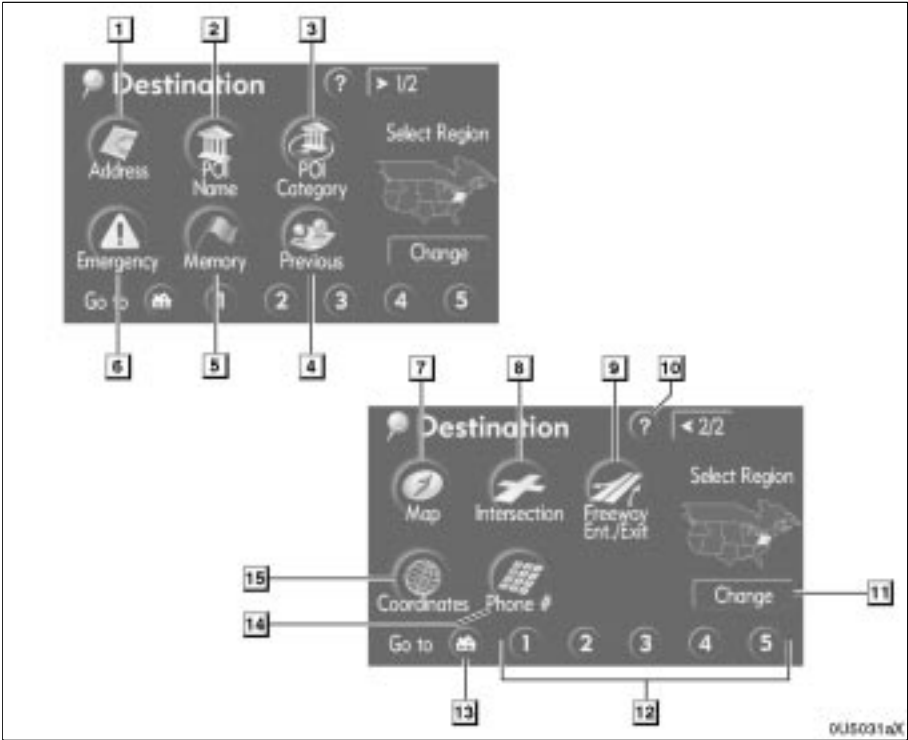 1 2 3
Destination ? > 1/2
Select Region
Address POI Name POI Category
Emergency Memory Previous Change
Go to 1 2 3 4 5
6 5 4
7 8 9 10
Destination ? < 2/2
Select Region
Map Intersection Freeway Ent./Exit
15
Coordinates Phone # Change 11
14
Go to 1 2 3 4 5
13 12
0U5031aX